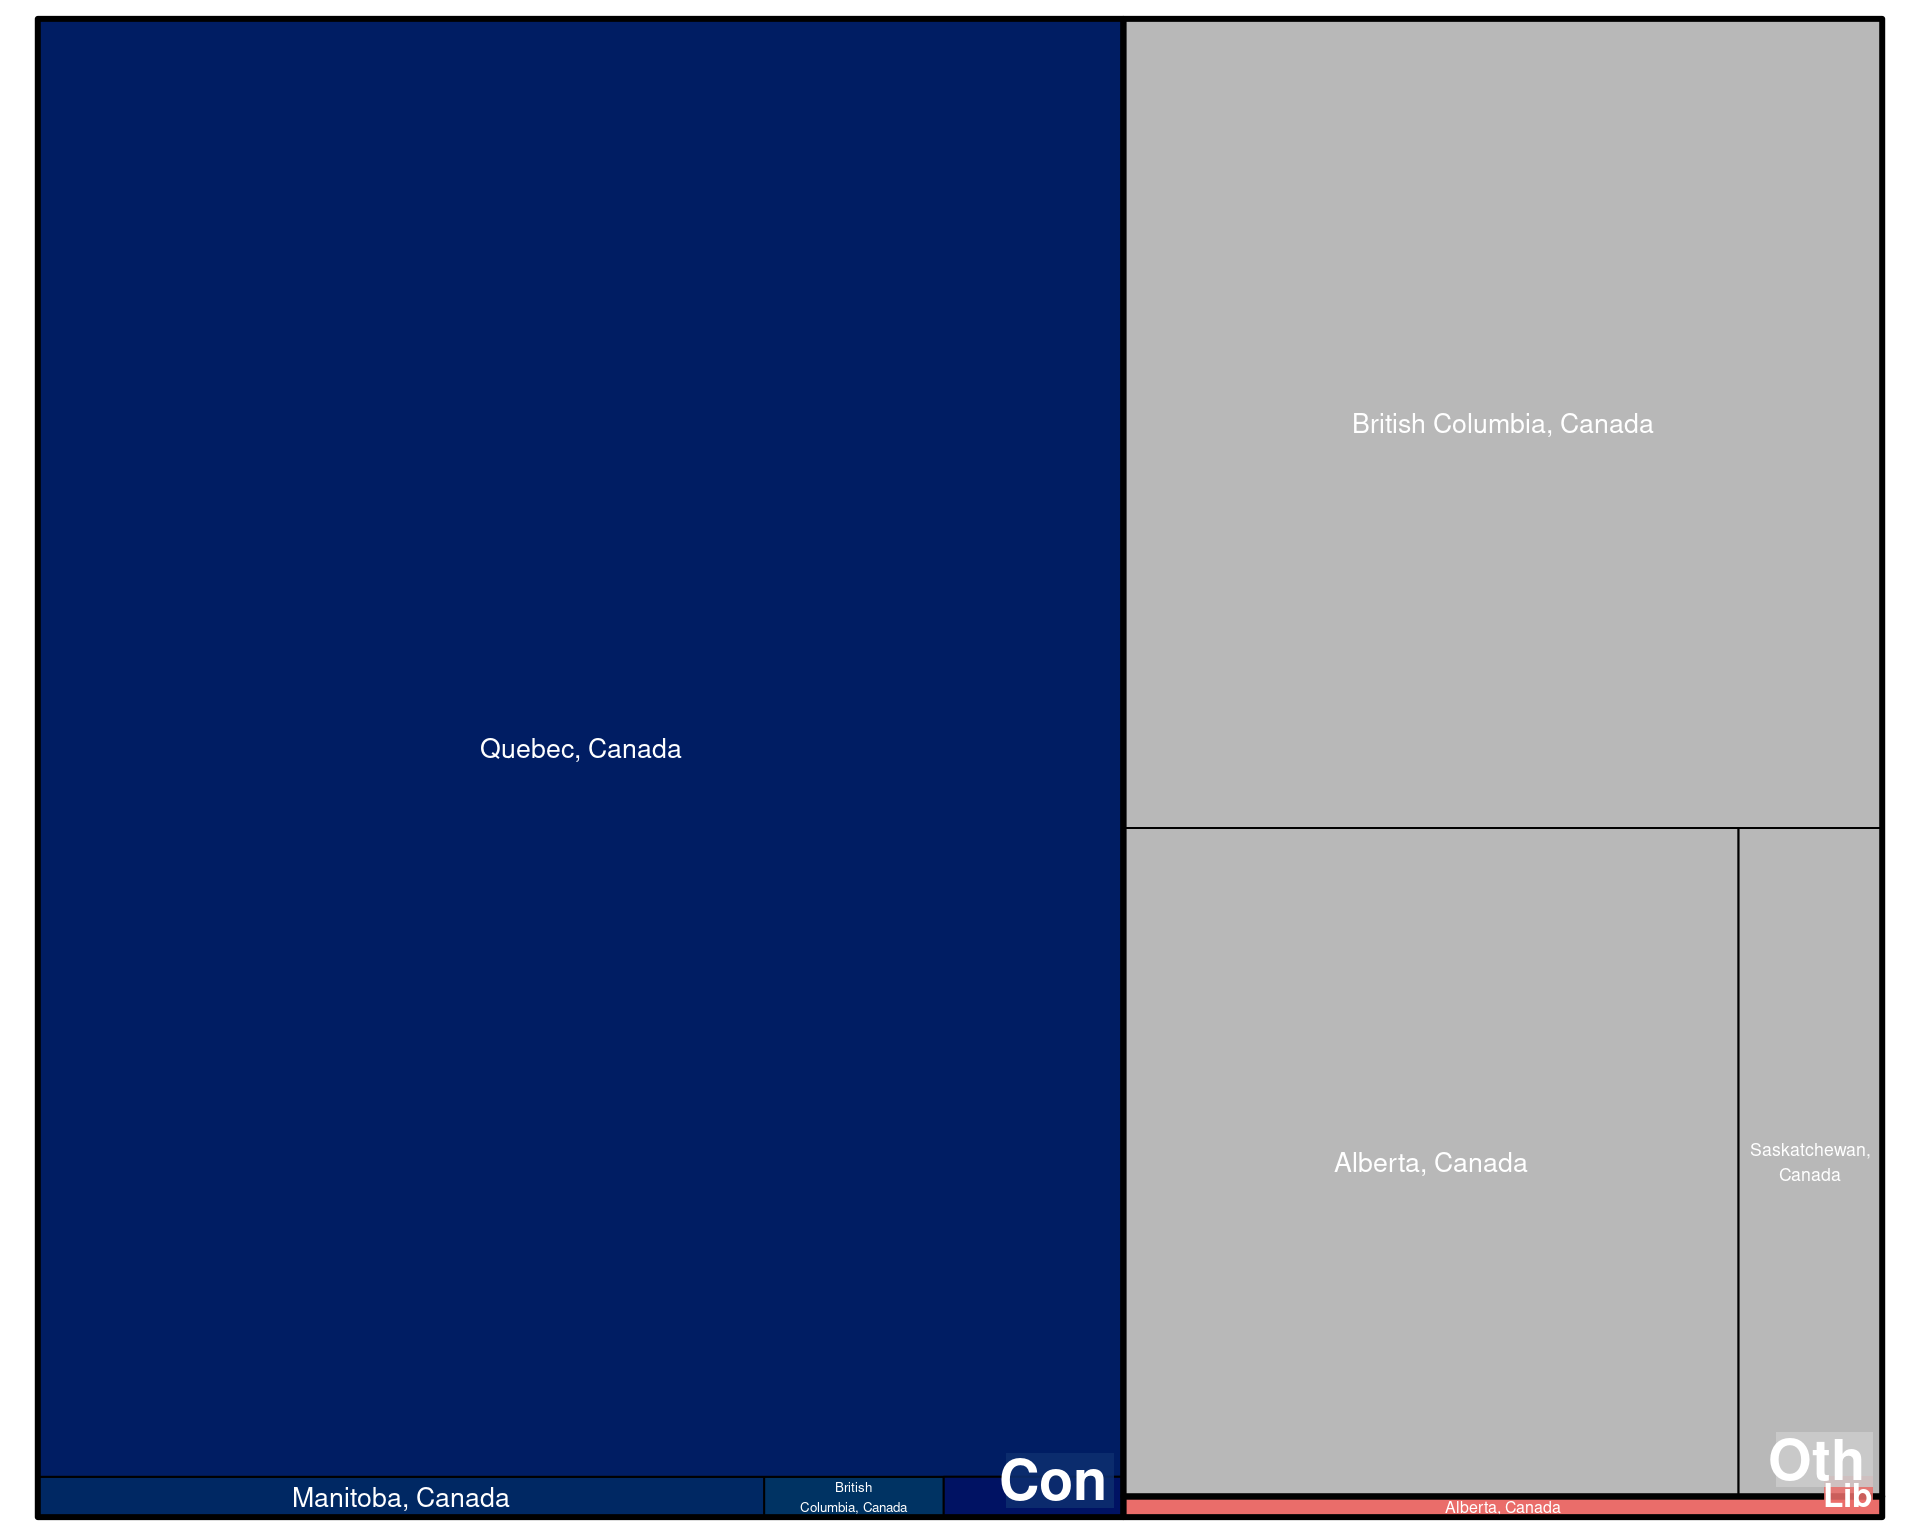 British Columbia, Canada
Quebec, Canada
Alberta, Canada
Saskatchewan,
Canada
Oth
Con
Manitoba, Canada
British
Columbia, Canada
Lib
Alberta, Canada